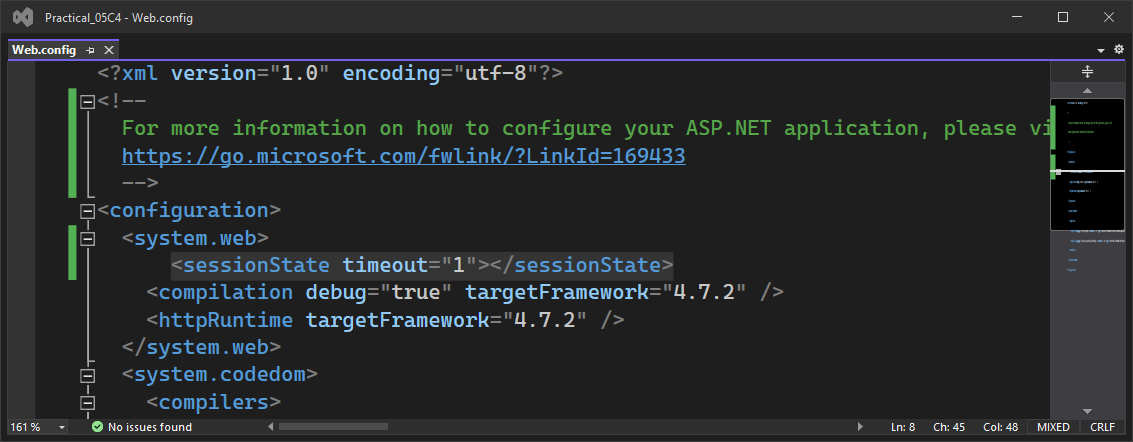 Practical_05C4 - Web.config
Web.config
<?xml version="1.0" encoding="utf-8"?>
<!--
For more information on how to configure your ASP.NET application, please vi
https://go.microsoft.com/fwlink/?LinkId=169433
-->
<configuration>
<system.web>
<sessionState timeout="1"></sessionState>
<compilation debug="true" targetFramework="4.7.2" />
<httpRuntime targetFramework="4.7.2" />
</system.web>
<system.codedom>
<compilers>
161 % No issues found Ln: 8 Ch: 45 Col: 48 MIXED CRLF